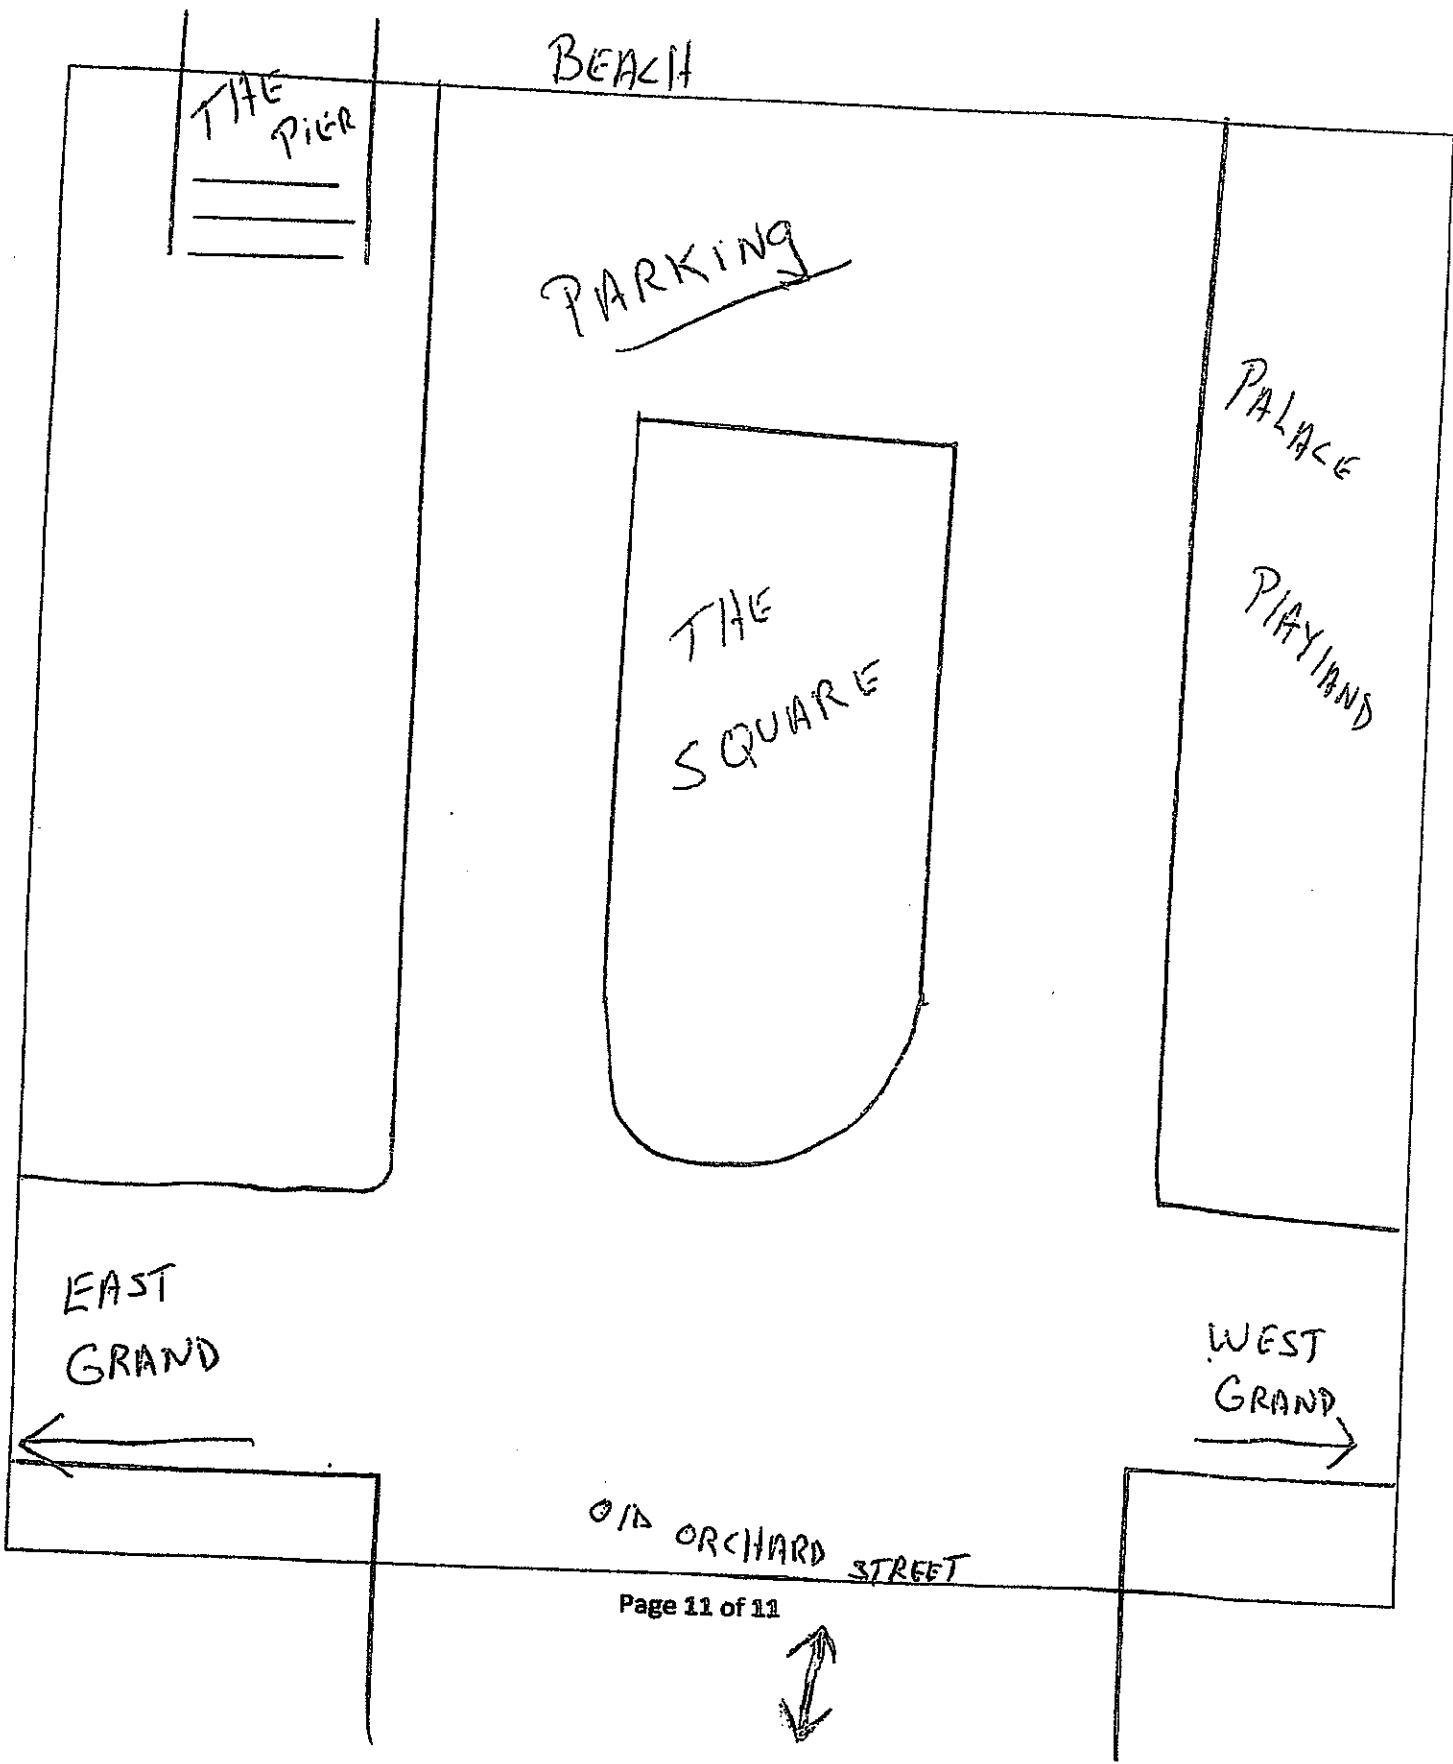 BEACH
THE
PIER
PARKING
PALACE
PLAYLAND
THE
SQUARE
EAST
GRAND
WEST
GRAND
OLD ORCHARD STREET
Page 11 of 11